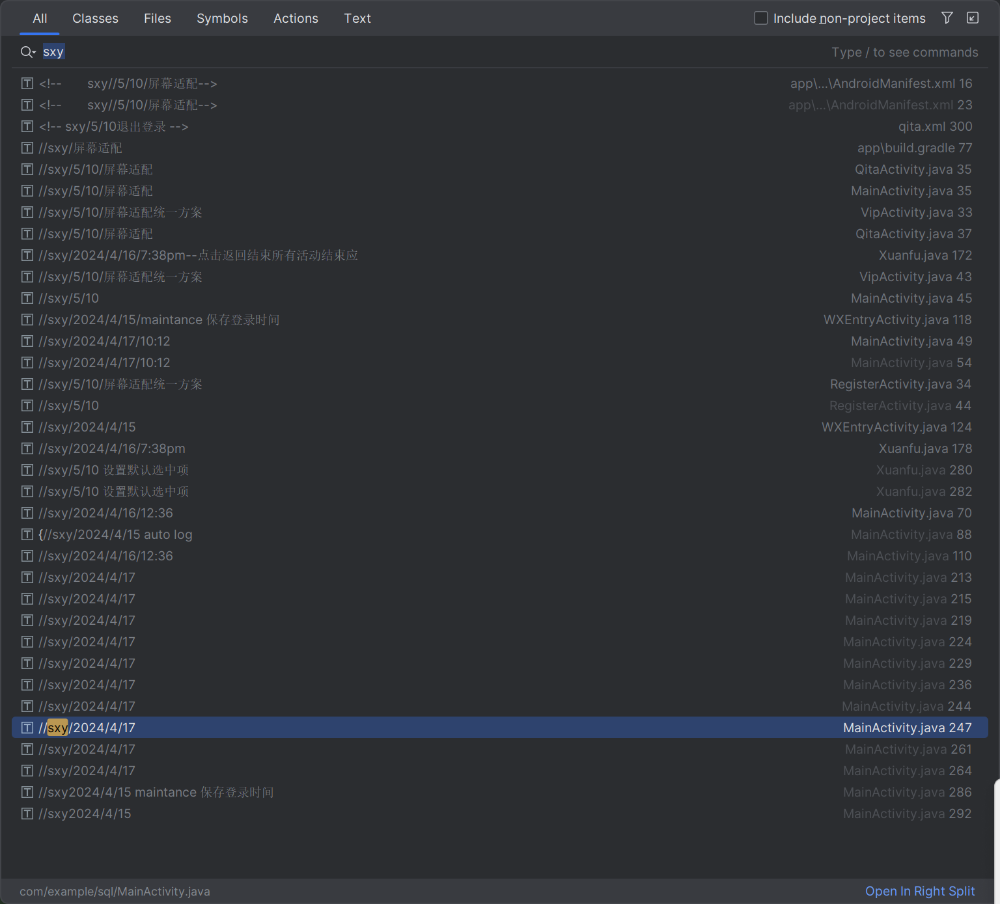 All Classes Files Symbols Actions Text Include non-project items
sxy Type / to see commands
<!-- sxy//5/10/屏幕适配--> app\...\AndroidManifest.xml 16
<!-- sxy//5/10/屏幕适配--> app\...\AndroidManifest.xml 23
<!-- sxy/5/10退出登录 --> qita.xml 300
//sxy/屏幕适配 app\build.gradle 77
//sxy/5/10/屏幕适配 QitaActivity.java 35
//sxy/5/10/屏幕适配 MainActivity.java 35
//sxy/5/10/屏幕适配统一方案 VipActivity.java 33
//sxy/5/10/屏幕适配 QitaActivity.java 37
//sxy/2024/4/16/7:38pm--点击返回结束所有活动结束应 Xuanfu.java 172
//sxy/5/10/屏幕适配统一方案 VipActivity.java 43
//sxy/5/10 MainActivity.java 45
//sxy/2024/4/15/maintance 保存登录时间 WXEntryActivity.java 118
//sxy/2024/4/17/10:12 MainActivity.java 49
//sxy/2024/4/17/10:12 MainActivity.java 54
//sxy/5/10/屏幕适配统一方案 RegisterActivity.java 34
//sxy/5/10 RegisterActivity.java 44
//sxy/2024/4/15 WXEntryActivity.java 124
//sxy/2024/4/16/7:38pm Xuanfu.java 178
//sxy/5/10 设置默认选中项 Xuanfu.java 280
//sxy/5/10 设置默认选中项 Xuanfu.java 282
//sxy/2024/4/16/12:36 MainActivity.java 70
{//sxy/2024/4/15 auto log MainActivity.java 88
//sxy/2024/4/16/12:36 MainActivity.java 110
//sxy/2024/4/17 MainActivity.java 213
//sxy/2024/4/17 MainActivity.java 215
//sxy/2024/4/17 MainActivity.java 219
//sxy/2024/4/17 MainActivity.java 224
//sxy/2024/4/17 MainActivity.java 229
//sxy/2024/4/17 MainActivity.java 236
//sxy/2024/4/17 MainActivity.java 244
//sxy/2024/4/17 MainActivity.java 247
//sxy/2024/4/17 MainActivity.java 261
//sxy/2024/4/17 MainActivity.java 264
//sxy2024/4/15 maintance 保存登录时间 MainActivity.java 286
//sxy2024/4/15 MainActivity.java 292
com/example/sql/MainActivity.java Open In Right Split